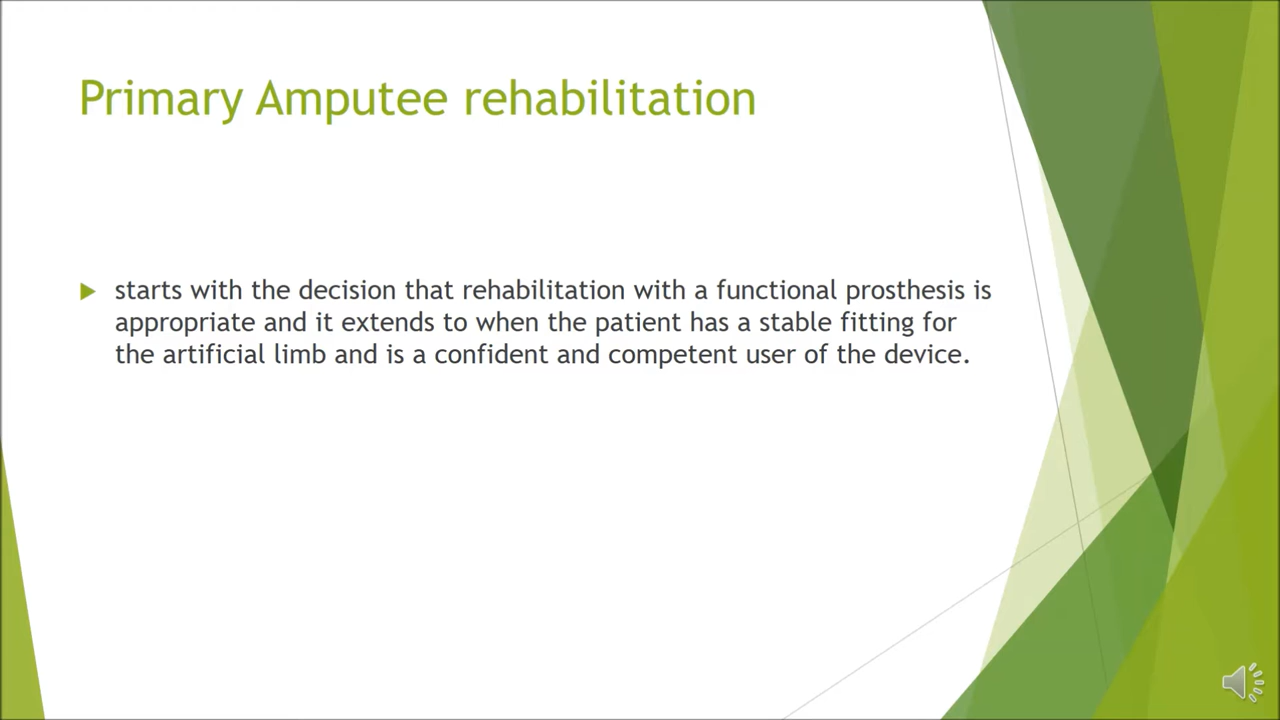 Primary Amputee rehabilitation
starts with the decision that rehabilitation with a functional prosthesis is
appropriate and it extends to when the patient has a stable fitting for
the artificial limb and is a confident and competent user of the device.